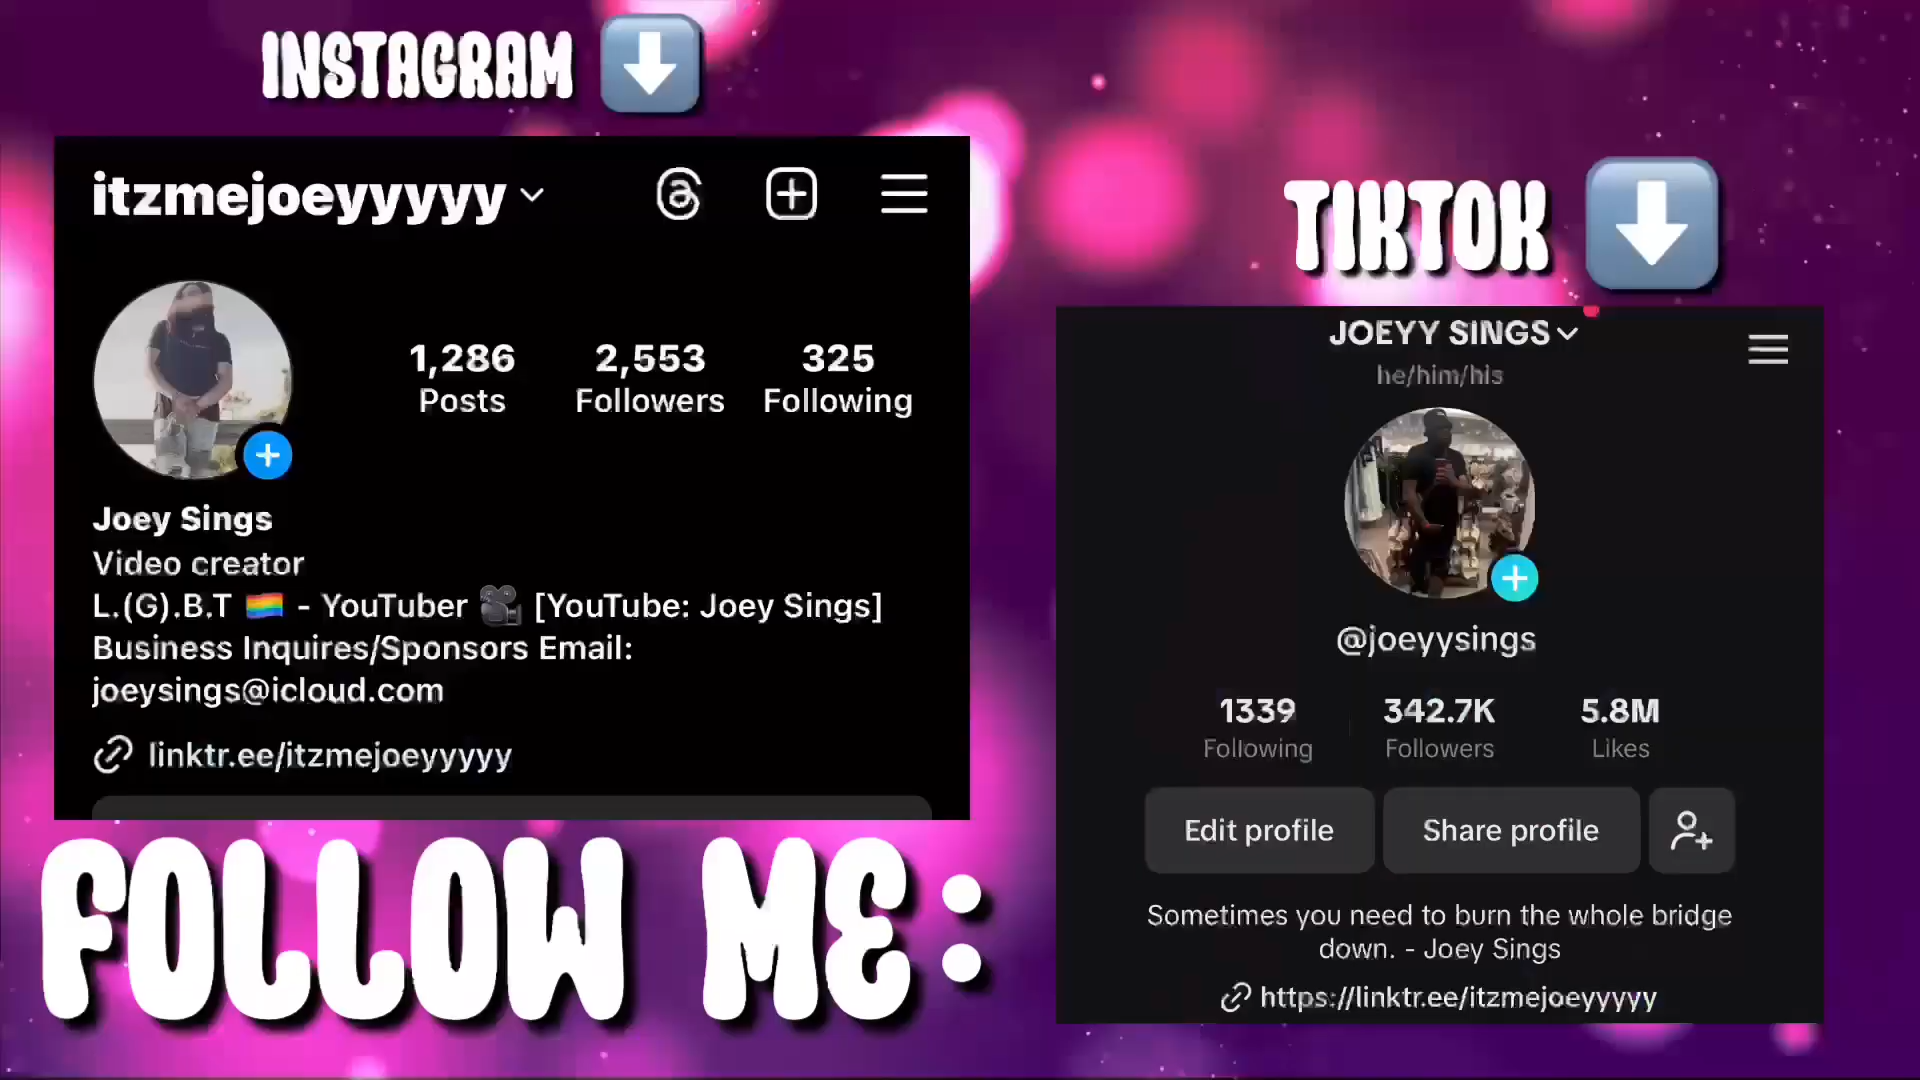 INSTAGRAM ⬇️
itzmejoeyyyyy
1,286 2,553 325
Posts Followers Following
Joey Sings
Video creator
L.(G).B.T 🏳️‍🌈 - YouTuber 🎥 [YouTube: Joey Sings]
Business Inquires/Sponsors Email:
joeysings@icloud.com
linktr.ee/itzmejoeyyyyy
FOLLOW ME:
TIKTOK ⬇️
JOEYY SINGS
he/him/his
@joeyysings
1339 342.7K 5.8M
Following Followers Likes
Edit profile Share profile
Sometimes you need to burn the whole bridge
down. - Joey Sings
https://linktr.ee/itzmejoeyyyyy